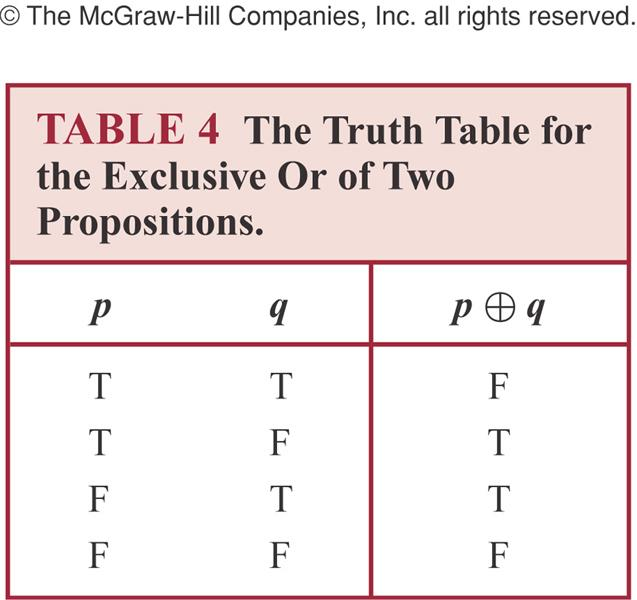 © The McGraw-Hill Companies, Inc. all rights reserved.
TABLE 4 The Truth Table for
the Exclusive Or of Two
Propositions.
p q p ⊕ q
T T F
T F T
F T T
F F F